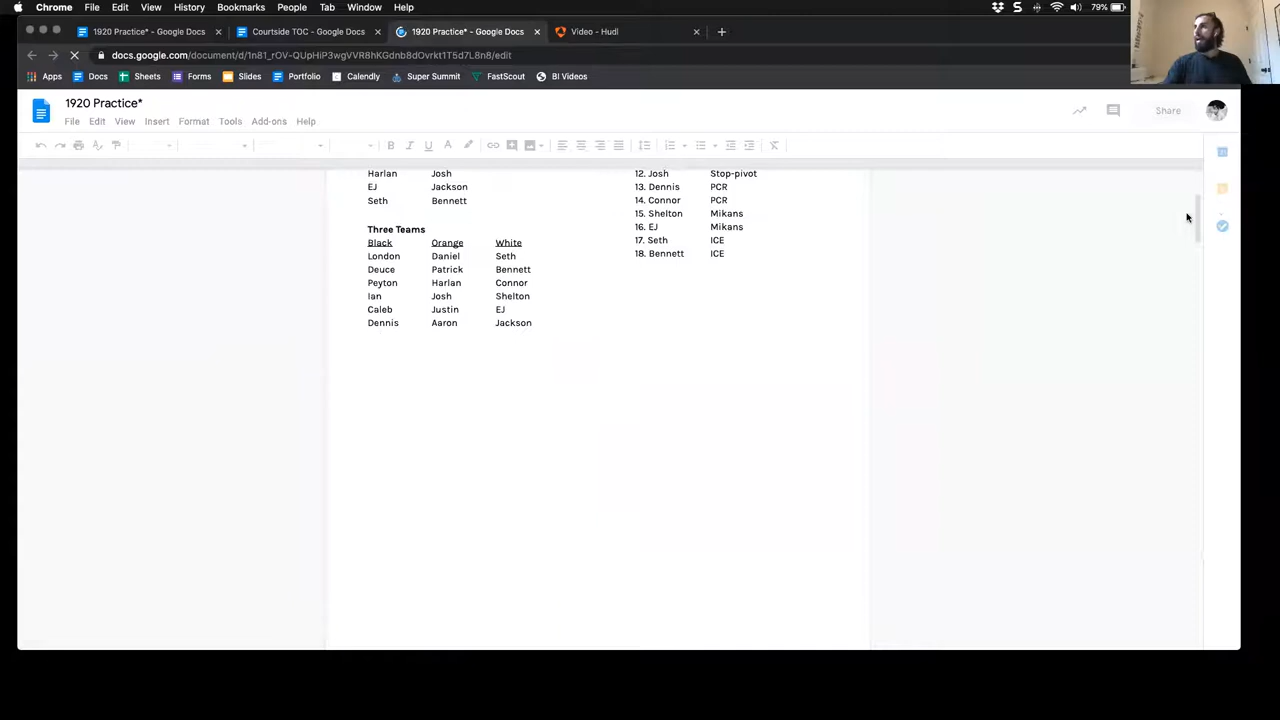 Chrome File Edit View History Bookmarks People Tab Window Help 79%
1920 Practice* - Google Docs Courtside TOC - Google Docs 1920 Practice* - Google Docs Video - Hudl
docs.google.com/document/d/1n81_rOV-QUpHiP3wgVVR8hKGdnb8dOvrkt1T5d7L8n8/edit
Apps Docs Sheets Forms Slides Portfolio Calendly Super Summit FastScout BI Videos
1920 Practice*
Share
File Edit View Insert Format Tools Add-ons Help
Harlan Josh 12. Josh Stop-pivot
EJ Jackson 13. Dennis PCR
Seth Bennett 14. Connor PCR
15. Shelton Mikans
Three Teams 16. EJ Mikans
Black Orange White 17. Seth ICE
London Daniel Seth 18. Bennett ICE
Deuce Patrick Bennett
Peyton Harlan Connor
Ian Josh Shelton
Caleb Justin EJ
Dennis Aaron Jackson